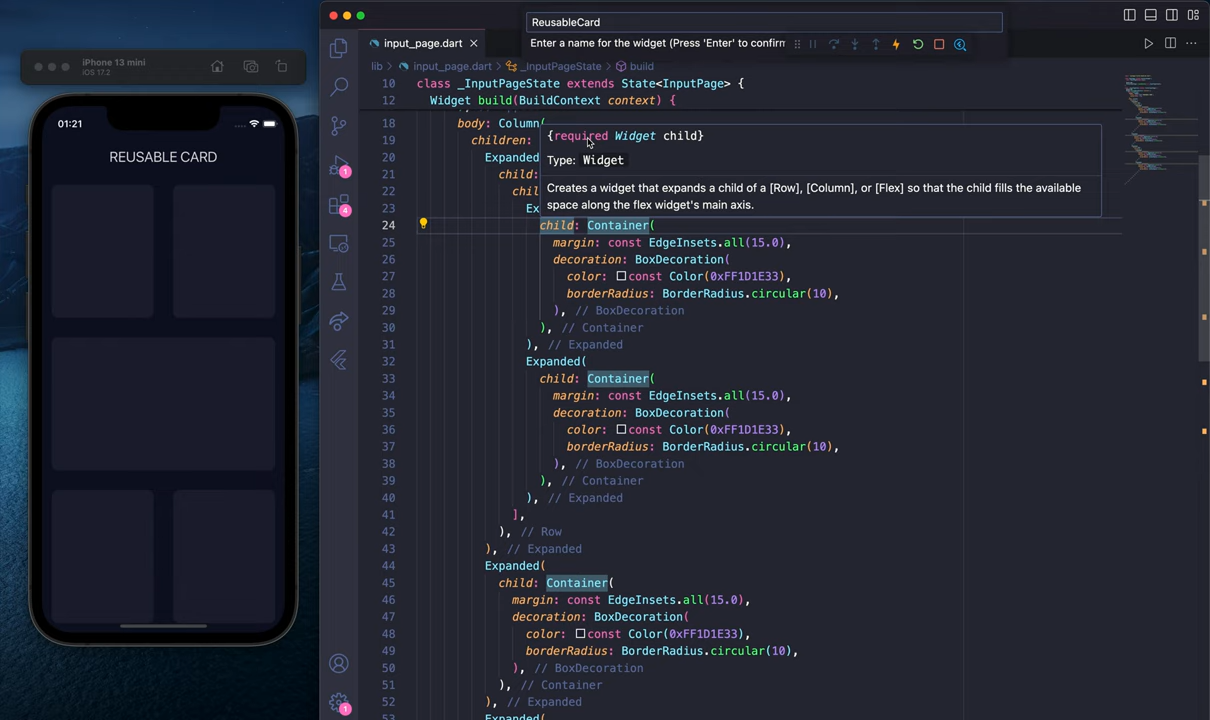 iPhone 13 mini
iOS 17.2
01:21
REUSABLE CARD
ReusableCard
Enter a name for the widget (Press 'Enter' to confirm
input_page.dart
lib > input_page.dart > _InputPageState > build
10 class _InputPageState extends State<InputPage> {
12 Widget build(BuildContext context) {
18 body: Column(
19 children:
20 Expanded
21 child:
22 chil
23 Ex
{required Widget child}
Type: Widget
Creates a widget that expands a child of a [Row], [Column], or [Flex] so that the child fills the available
space along the flex widget's main axis.
24 child: Container(
25 margin: const EdgeInsets.all(15.0),
26 decoration: BoxDecoration(
27 color: const Color(0xFF1D1E33),
28 borderRadius: BorderRadius.circular(10),
29 ), // BoxDecoration
30 ), // Container
31 ), // Expanded
32 Expanded(
33 child: Container(
34 margin: const EdgeInsets.all(15.0),
35 decoration: BoxDecoration(
36 color: const Color(0xFF1D1E33),
37 borderRadius: BorderRadius.circular(10),
38 ), // BoxDecoration
39 ), // Container
40 ), // Expanded
41 ],
42 ), // Row
43 ), // Expanded
44 Expanded(
45 child: Container(
46 margin: const EdgeInsets.all(15.0),
47 decoration: BoxDecoration(
48 color: const Color(0xFF1D1E33),
49 borderRadius: BorderRadius.circular(10),
50 ), // BoxDecoration
51 ), // Container
52 ), // Expanded
53 Expanded(
1
4
1